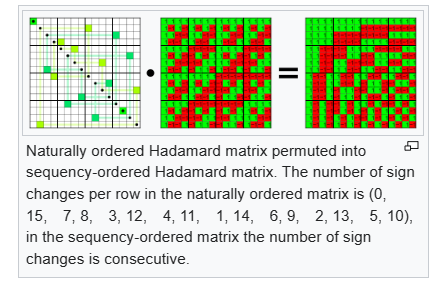 Naturally ordered Hadamard matrix permuted into
sequency-ordered Hadamard matrix. The number of sign
changes per row in the naturally ordered matrix is (0,
15, 7, 8, 3, 12, 4, 11, 1, 14, 6, 9, 2, 13, 5, 10),
in the sequency-ordered matrix the number of sign
changes is consecutive.